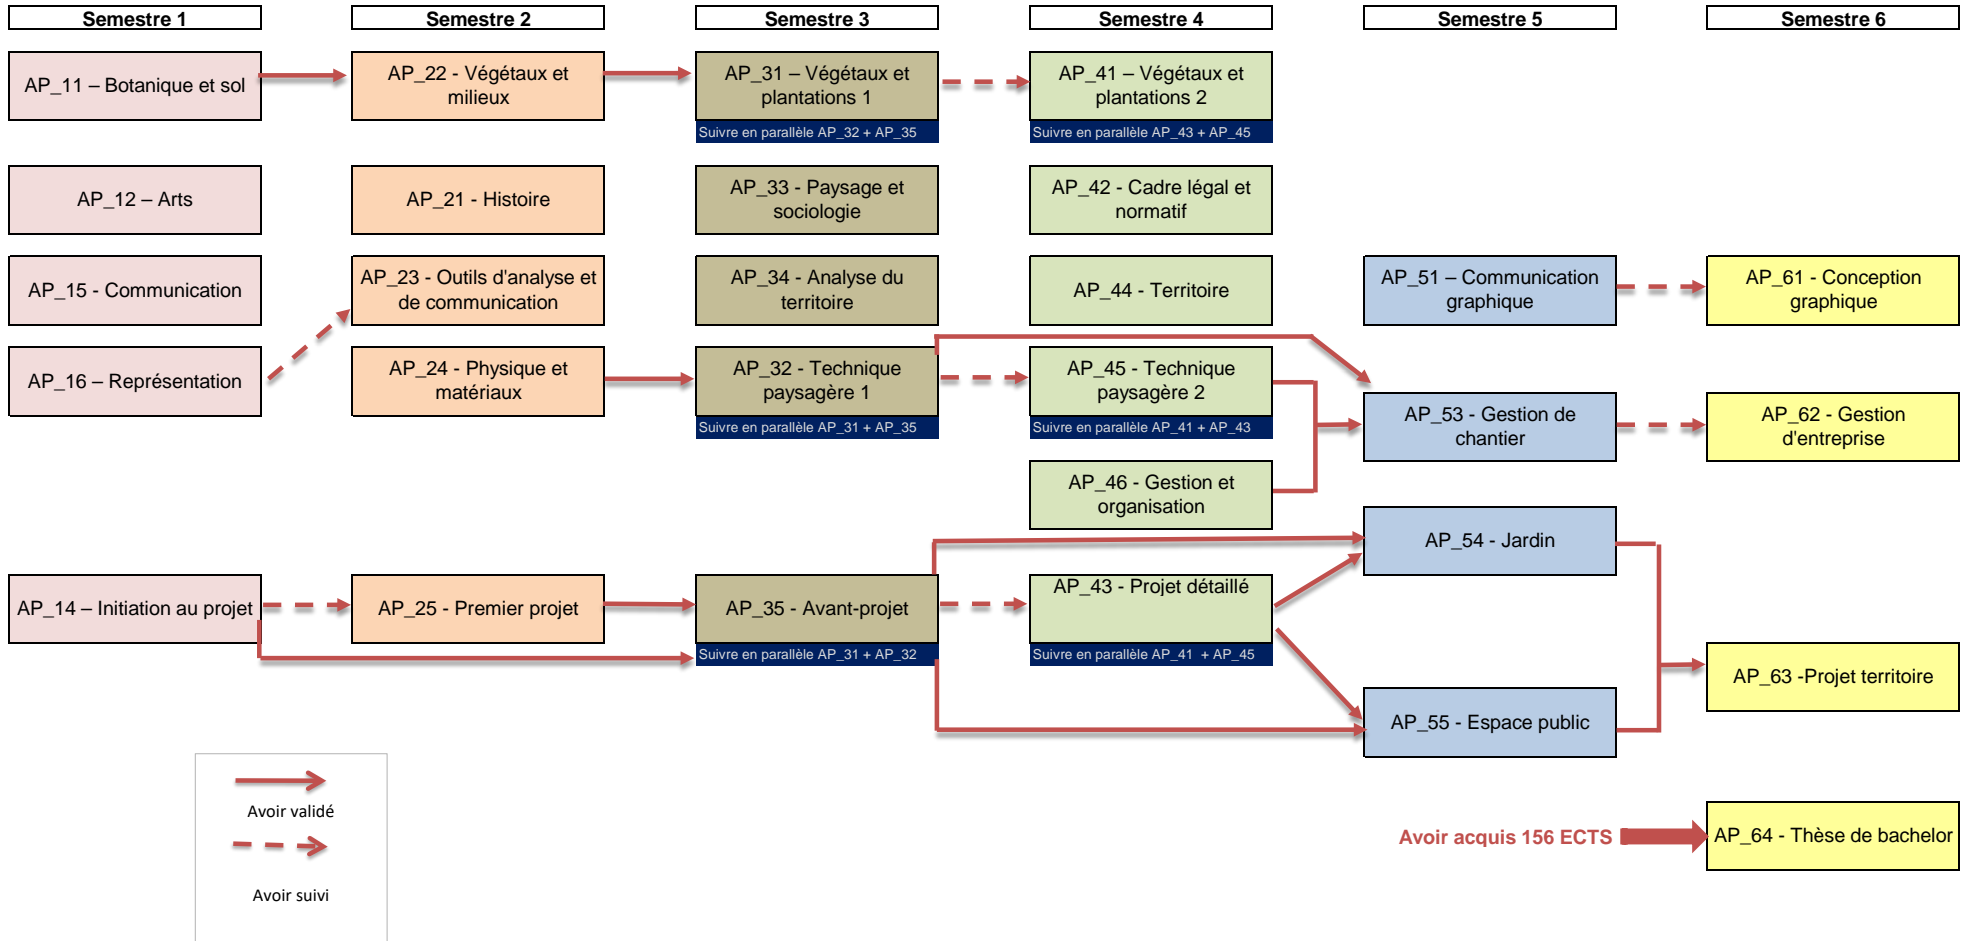 Semestre 1
Semestre 2
Semestre 3
Semestre 4
Semestre 5
Semestre 6
AP_11 – Botanique et sol
AP_22 - Végétaux et
milieux
AP_31 – Végétaux et
plantations 1
Suivre en parallèle AP_32 + AP_35
AP_41 – Végétaux et
plantations 2
Suivre en parallèle AP_43 + AP_45
AP_12 – Arts
AP_21 - Histoire
AP_33 - Paysage et
sociologie
AP_42 - Cadre légal et
normatif
AP_15 - Communication
AP_23 - Outils d'analyse et
de communication
AP_34 - Analyse du
territoire
AP_44 - Territoire
AP_51 – Communication
graphique
AP_61 - Conception
graphique
AP_16 – Représentation
AP_24 - Physique et
matériaux
AP_32 - Technique
paysagère 1
Suivre en parallèle AP_31 + AP_35
AP_45 - Technique
paysagère 2
Suivre en parallèle AP_41 + AP_43
AP_53 - Gestion de
chantier
AP_62 - Gestion
d'entreprise
AP_46 - Gestion et
organisation
AP_54 - Jardin
AP_14 – Initiation au projet
AP_25 - Premier projet
AP_35 - Avant-projet
Suivre en parallèle AP_31 + AP_32
AP_43 - Projet détaillé
Suivre en parallèle AP_41 + AP_45
AP_63 -Projet territoire
AP_55 - Espace public
Avoir validé
Avoir suivi
Avoir acquis 156 ECTS
AP_64 - Thèse de bachelor